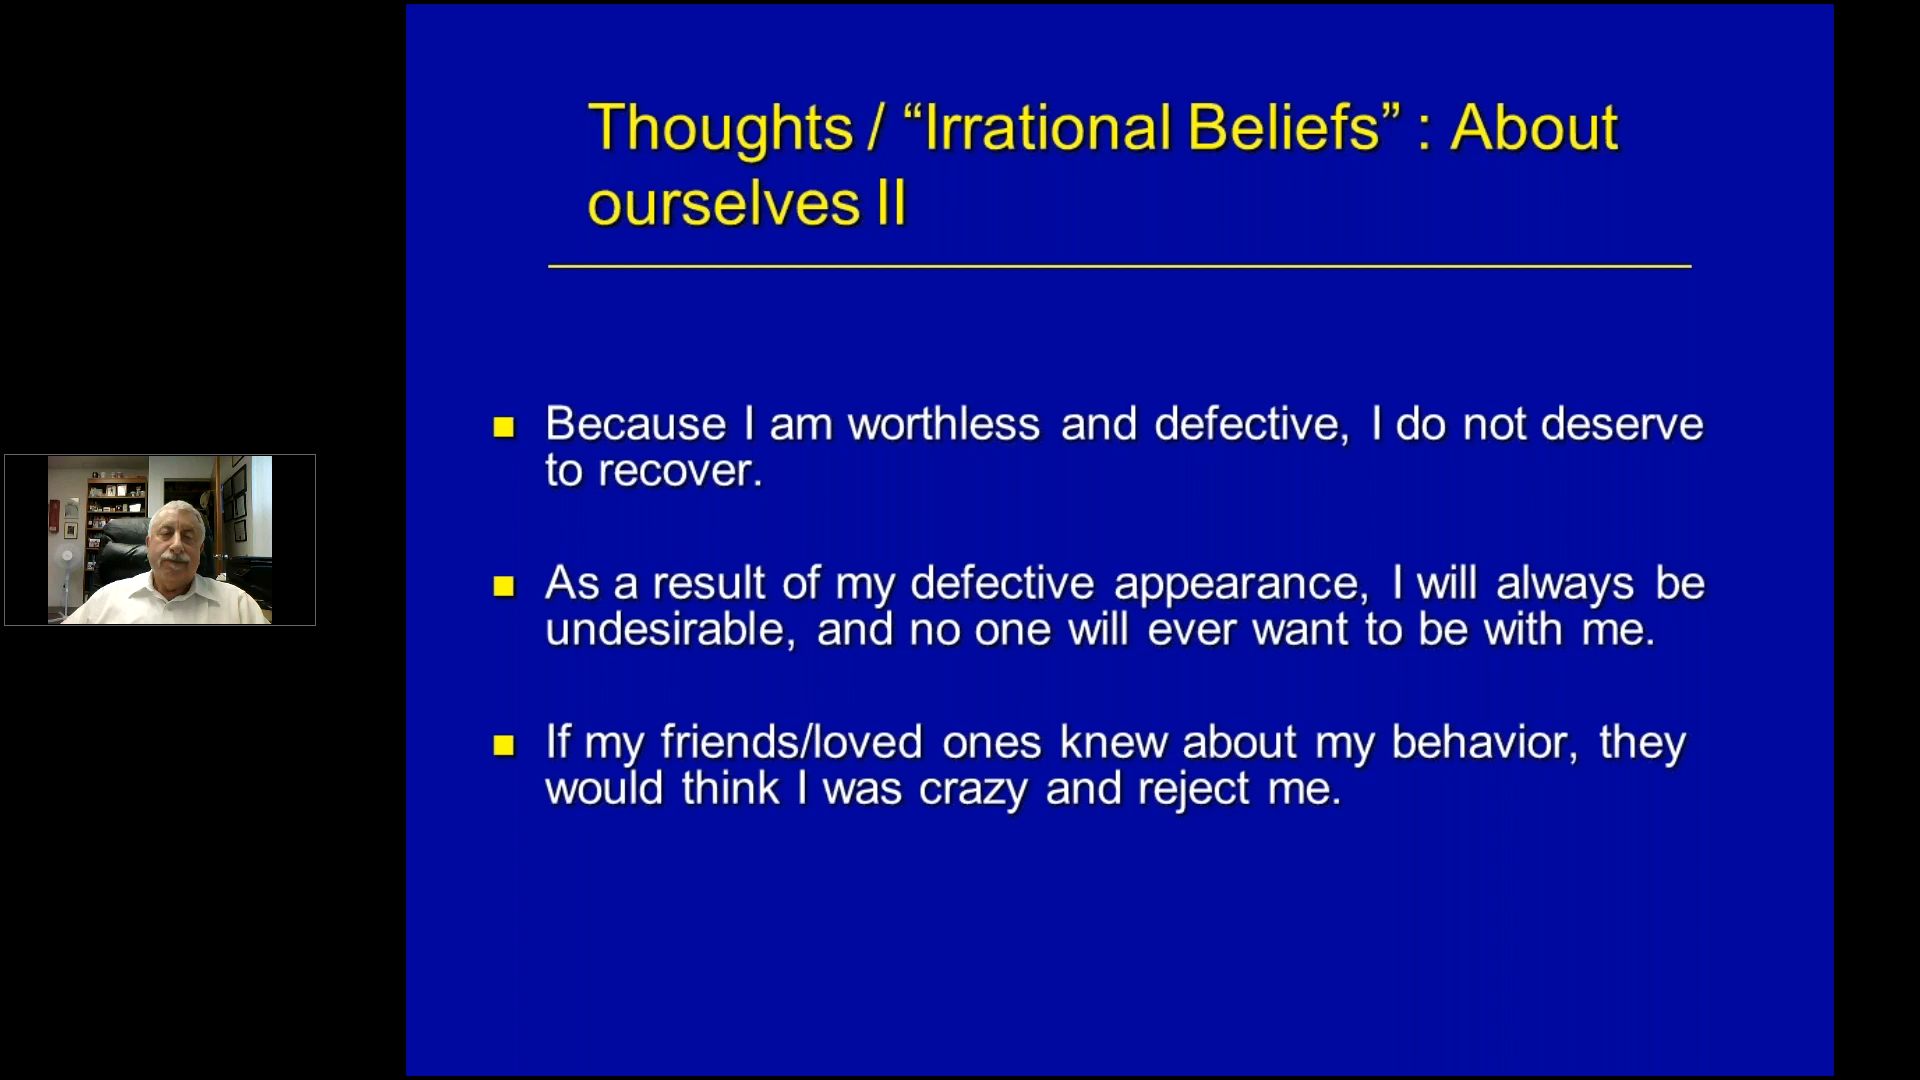 Thoughts / “Irrational Beliefs” : About
ourselves II
Because I am worthless and defective, I do not deserve
to recover.
As a result of my defective appearance, I will always be
undesirable, and no one will ever want to be with me.
If my friends/loved ones knew about my behavior, they
would think I was crazy and reject me.